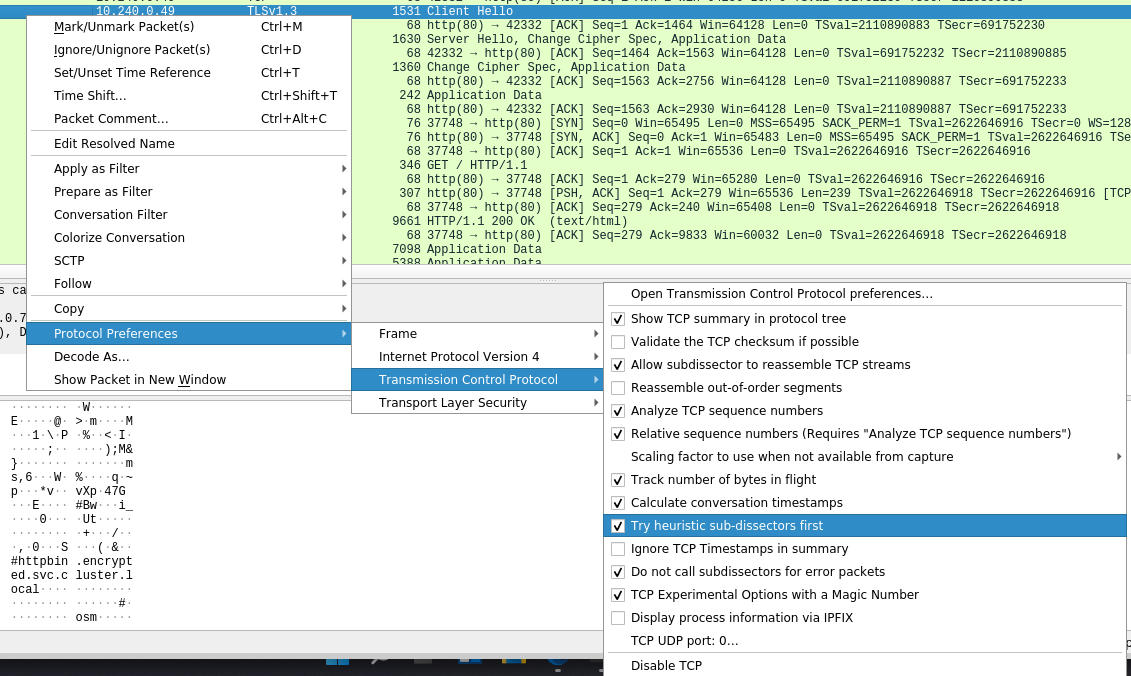 10.240.0.49 TLSv1.3 1531 Client Hello
68 http(80) → 42332 [ACK] Seq=1 Ack=1464 Win=64128 Len=0 TSval=2110890883 TSecr=691752230
1630 Server Hello, Change Cipher Spec, Application Data
68 42332 → http(80) [ACK] Seq=1464 Ack=1563 Win=64128 Len=0 TSval=691752232 TSecr=2110890885
1360 Change Cipher Spec, Application Data
68 http(80) → 42332 [ACK] Seq=1563 Ack=2756 Win=64128 Len=0 TSval=2110890887 TSecr=691752233
242 Application Data
68 http(80) → 42332 [ACK] Seq=1563 Ack=2930 Win=64128 Len=0 TSval=2110890887 TSecr=691752233
76 37748 → http(80) [SYN] Seq=0 Win=65495 Len=0 MSS=65495 SACK_PERM=1 TSval=2622646916 TSecr=0 WS=128
76 http(80) → 37748 [SYN, ACK] Seq=0 Ack=1 Win=65483 Len=0 MSS=65495 SACK_PERM=1 TSval=2622646916 TSe
68 37748 → http(80) [ACK] Seq=1 Ack=1 Win=65536 Len=0 TSval=2622646916 TSecr=2622646916
346 GET / HTTP/1.1
68 http(80) → 37748 [ACK] Seq=1 Ack=279 Win=65280 Len=0 TSval=2622646916 TSecr=2622646916
307 http(80) → 37748 [PSH, ACK] Seq=1 Ack=279 Win=65536 Len=239 TSval=2622646918 TSecr=2622646916 [TCP
68 37748 → http(80) [ACK] Seq=279 Ack=240 Win=65408 Len=0 TSval=2622646918 TSecr=2622646918
9661 HTTP/1.1 200 OK (text/html)
68 37748 → http(80) [ACK] Seq=279 Ack=9833 Win=60032 Len=0 TSval=2622646918 TSecr=2622646918
7098 Application Data
5388 Application Data
Mark/Unmark Packet(s) Ctrl+M
Ignore/Unignore Packet(s) Ctrl+D
Set/Unset Time Reference Ctrl+T
Time Shift… Ctrl+Shift+T
Packet Comment… Ctrl+Alt+C
Edit Resolved Name
Apply as Filter
Prepare as Filter
Conversation Filter
Colorize Conversation
SCTP
Follow
Copy
Protocol Preferences
Decode As…
Show Packet in New Window
s ca
.0.7
), D
Frame
Internet Protocol Version 4
Transmission Control Protocol
Transport Layer Security
Open Transmission Control Protocol preferences…
Show TCP summary in protocol tree
Validate the TCP checksum if possible
Allow subdissector to reassemble TCP streams
Reassemble out-of-order segments
Analyze TCP sequence numbers
Relative sequence numbers (Requires "Analyze TCP sequence numbers")
Scaling factor to use when not available from capture
Track number of bytes in flight
Calculate conversation timestamps
Try heuristic sub-dissectors first
Ignore TCP Timestamps in summary
Do not call subdissectors for error packets
TCP Experimental Options with a Magic Number
Display process information via IPFIX
TCP UDP port: 0…
Disable TCP
········ ·W······
E·····@· >·m····M
···1·\·P ·%··<·I·
·····;·· ····);M&
}······· ·······m
s,6···W· %····q·~
p···*v·· vXp·47G
···E···· #Bw···i_
····0··· ·Ut·····
········ ·+···/··
·,·0···S ···(·&··
#httpbin .encrypt
ed.svc.c luster.l
ocal···· ········
········ ······#·
········ osm·····